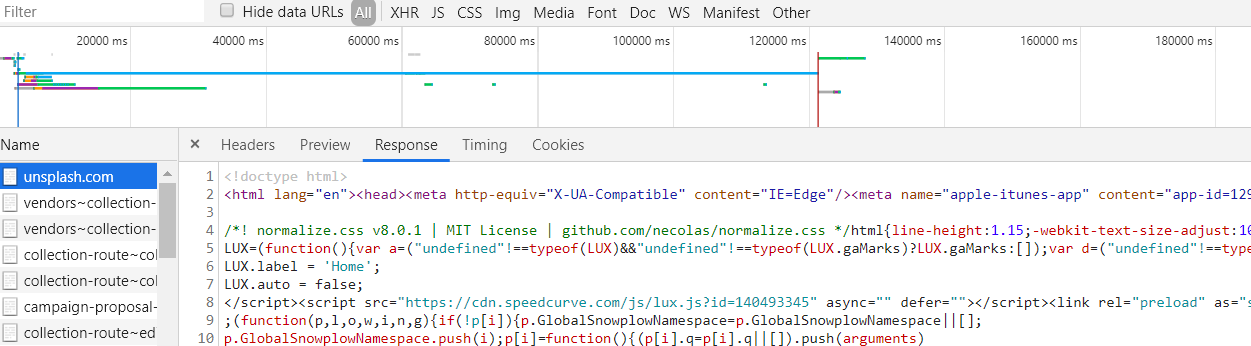 Filter Hide data URLs All XHR JS CSS Img Media Font Doc WS Manifest Other
20000 ms 40000 ms 60000 ms 80000 ms 100000 ms 120000 ms 140000 ms 160000 ms 180000 ms
Name × Headers Preview Response Timing Cookies
unsplash.com
vendors~collection-
vendors~collection-
collection-route~col
collection-route~col
campaign-proposal-
collection-route~ed
1 <!doctype html>
2 <html lang="en"><head><meta http-equiv="X-UA-Compatible" content="IE=Edge"/><meta name="apple-itunes-app" content="app-id=129
3
4 /*! normalize.css v8.0.1 | MIT License | github.com/necolas/normalize.css */html{line-height:1.15;-webkit-text-size-adjust:10
5 LUX=(function(){var a=("undefined"!==typeof(LUX)&&"undefined"!==typeof(LUX.gaMarks)?LUX.gaMarks:[]);var d=("undefined"!==type
6 LUX.label = 'Home';
7 LUX.auto = false;
8 </script><script src="https://cdn.speedcurve.com/js/lux.js?id=140493345" async="" defer=""></script><link rel="preload" as="s
9 ;(function(p,l,o,w,i,n,g){if(!p[i]){p.GlobalSnowplowNamespace=p.GlobalSnowplowNamespace||[];
10 p.GlobalSnowplowNamespace.push(i);p[i]=function(){(p[i].q=p[i].q||[]).push(arguments)